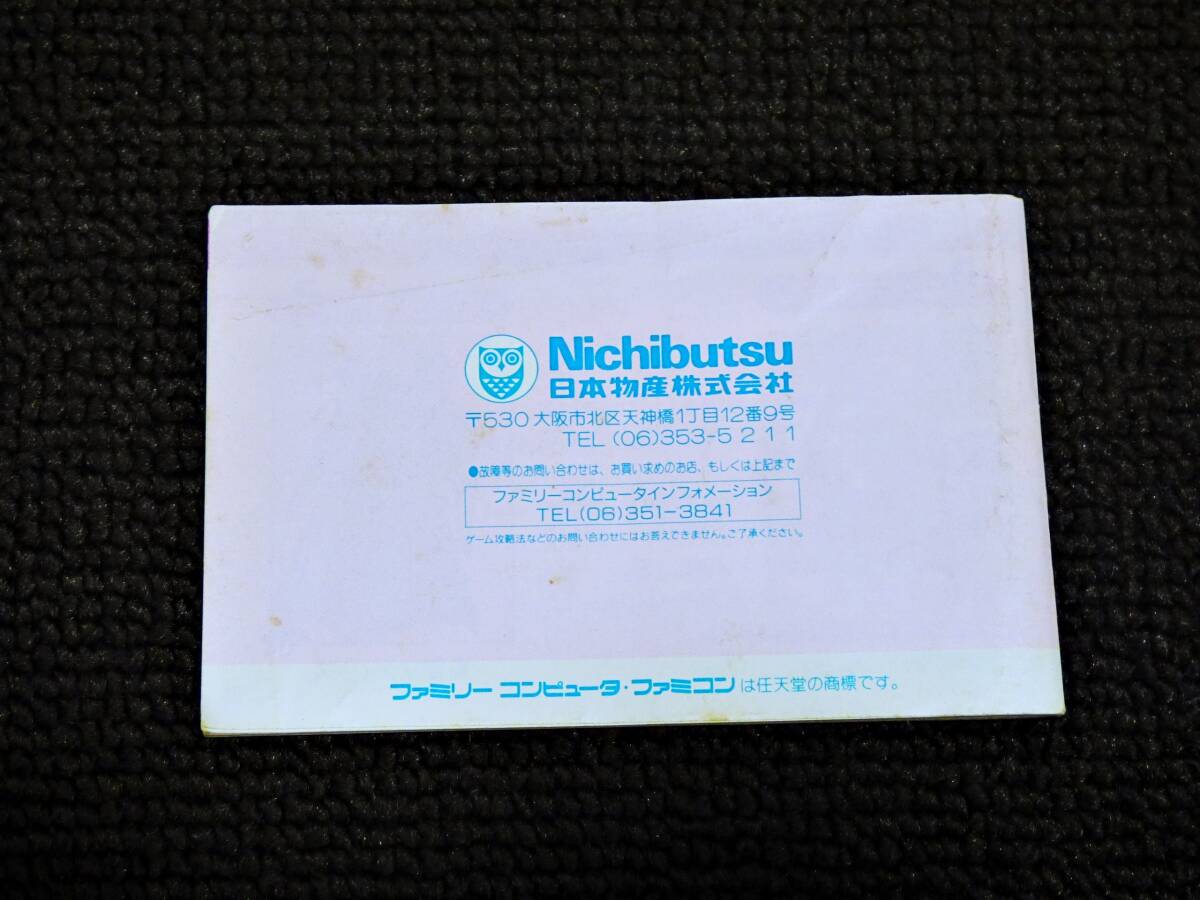 Nichibutsu
日本物産株式会社
〒530 大阪市北区天神橋1丁目12番9号
TEL (06)353-5211
●故障等のお問い合わせは、お買い求めのお店、もしくは上記まで
ファミリーコンピュータインフォメーション
TEL(06)351-3841
ゲーム攻略法などのお問い合わせにはお答えできません。ご了承ください。
ファミリー コンピュータ・ファミコン は任天堂の商標です。